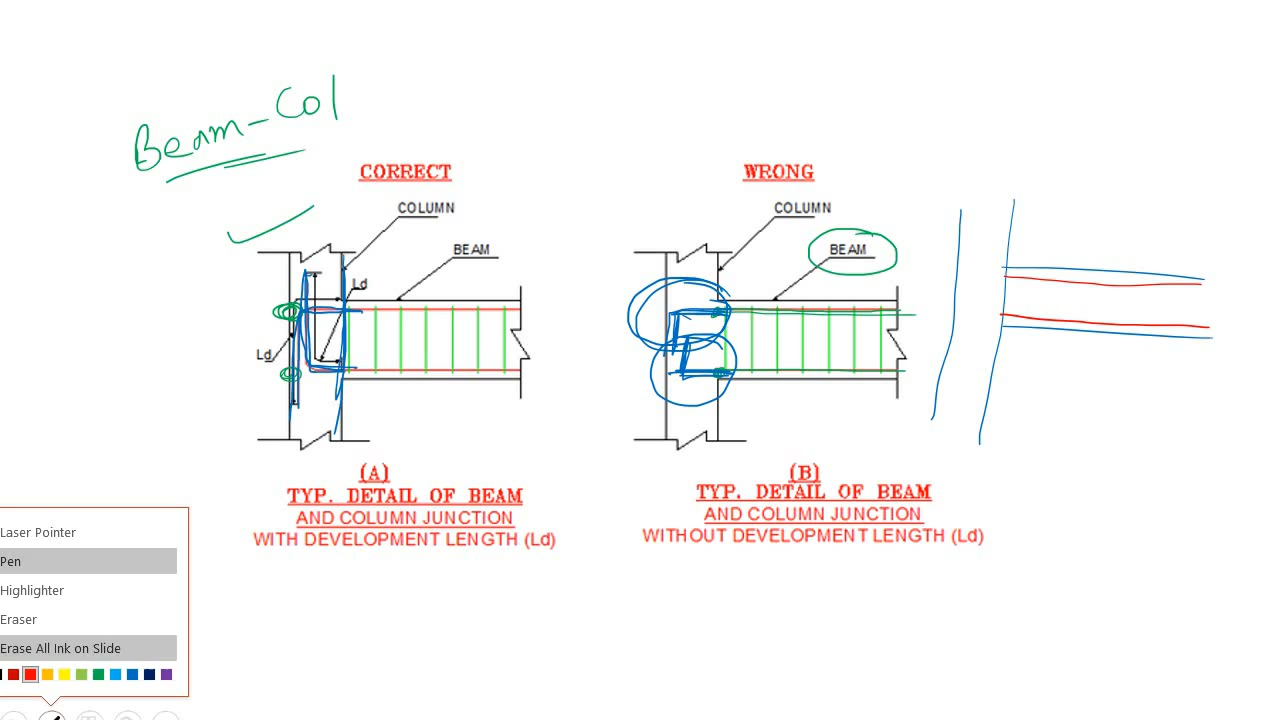 Beam-Col
CORRECT
WRONG
COLUMN
COLUMN
BEAM
BEAM
Ld
Ld
(A)
TYP. DETAIL OF BEAM
AND COLUMN JUNCTION
WITH DEVELOPMENT LENGTH (Ld)
(B)
TYP. DETAIL OF BEAM
AND COLUMN JUNCTION
WITHOUT DEVELOPMENT LENGTH (Ld)
Laser Pointer
Pen
Highlighter
Eraser
Erase All Ink on Slide